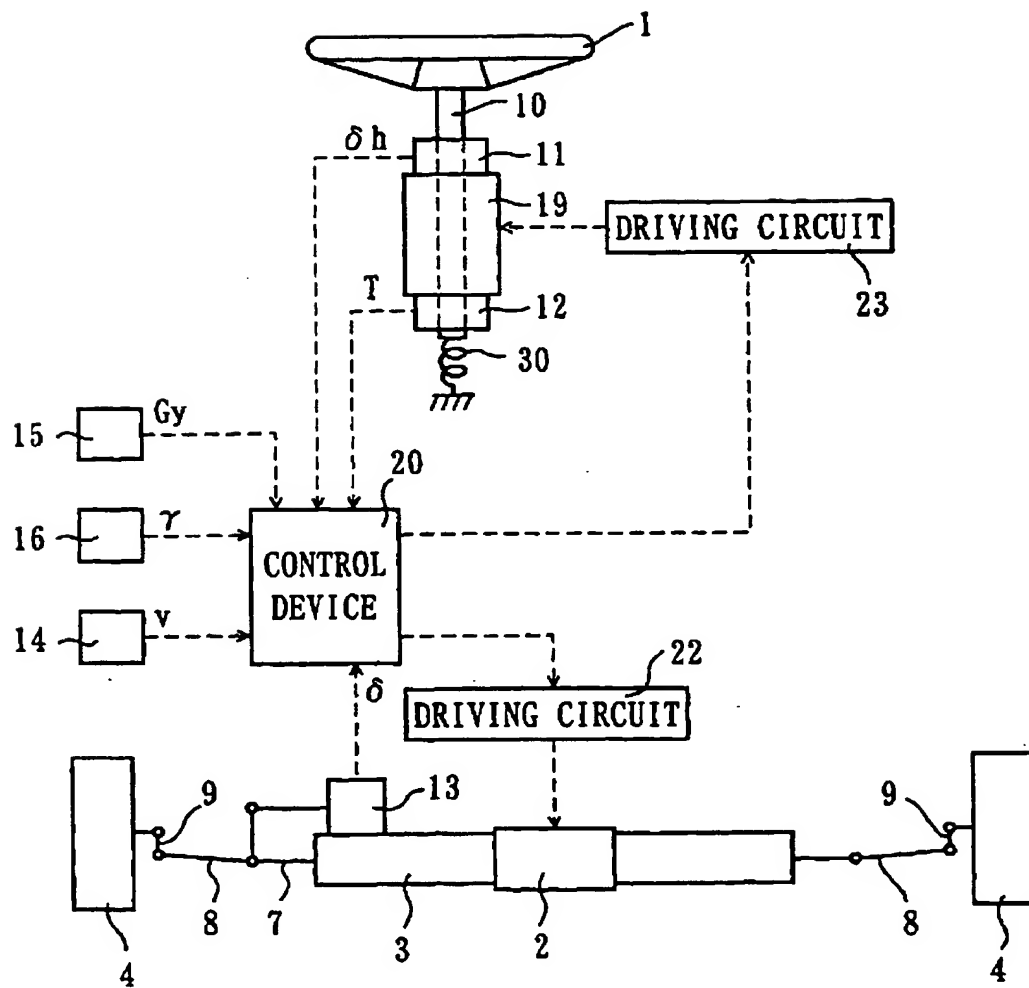 1
10
δh
11
19
DRIVING CIRCUIT
23
T
12
30
Gy
15
20
γ
16
CONTROL
DEVICE
v
14
δ
22
DRIVING CIRCUIT
13
9
9
8
7
3
2
8
4
4